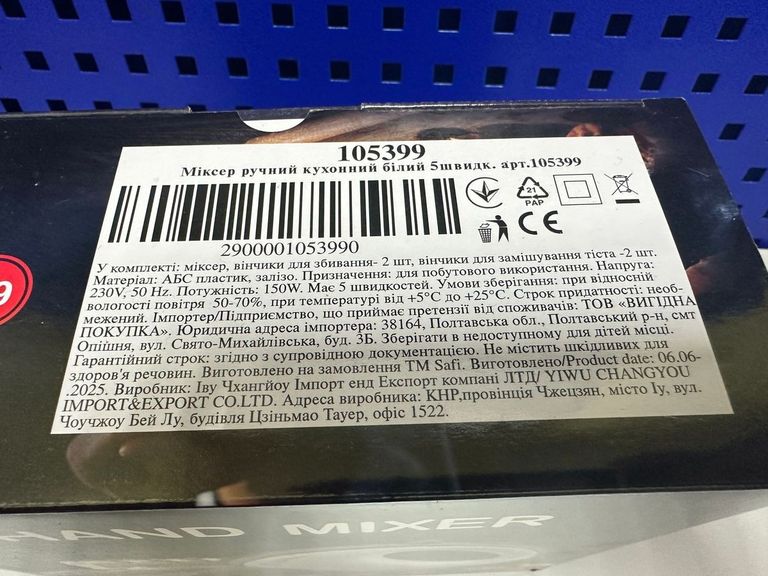 105399
Міксер ручний кухонний білий 5швидк. арт.105399
21
PAP
CE
2900001053990
У комплекті: міксер, вінчики для збивання- 2 шт, вінчики для замішування тіста -2 шт.
Матеріал: АБС пластик, залізо. Призначення: для побутового використання. Напруга:
230V, 50 Hz. Потужність: 150W. Має 5 швидкостей. Умови зберігання: при відносній
вологості повітря 50-70%, при температурі від +5°С до +25°С. Строк придатності: необ-
межений. Імпортер/Підприємство, що приймає претензії від споживачів: ТОВ «ВИГІДНА
ПОКУПКА». Юридична адреса імпортера: 38164, Полтавська обл., Полтавський р-н, смт
Опішня, вул. Свято-Михайлівська, буд. 3Б. Зберігати в недоступному для дітей місці.
Гарантійний строк: згідно з супровідною документацією. Не містить шкідливих для
здоров'я речовин. Виготовлено на замовлення ТМ Safi. Виготовлено/Product date: 06.06-
.2025. Виробник: Іву Чхангйоу Імпорт енд Експорт компані ЛТД/ YIWU CHANGYOU
IMPORT&EXPORT CO.LTD. Адреса виробника: КНР,провінція Чжецзян, місто Іу, вул.
Чоучжоу Бей Лу, будівля Цзіньмао Тауер, офіс 1522.
9
HAND MIXER